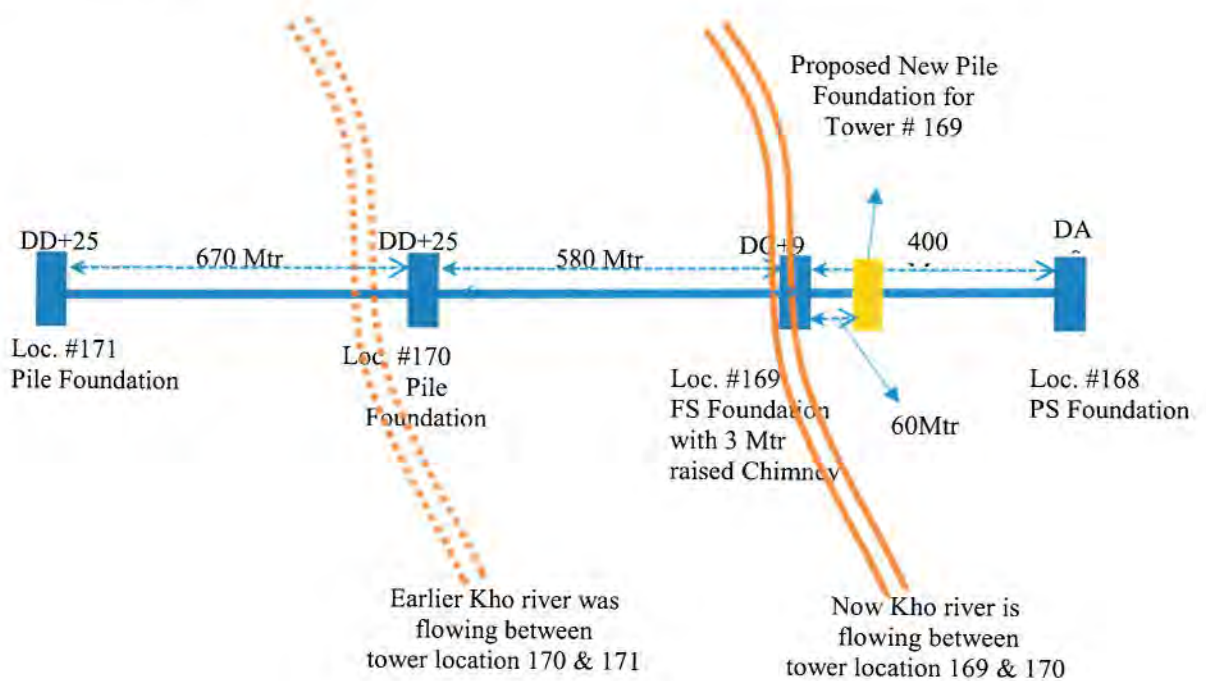 Proposed New Pile
Foundation for
Tower # 169
DD+25
670 Mtr
DD+25
580 Mtr
400
DA
Loc. #171
Pile Foundation
Loc. #170
Pile
Foundation
Loc. #169
FS Foundation
with 3 Mtr
raised Chimney
60Mtr
Loc. #168
PS Foundation
Earlier Kho river was
flowing between
tower location 170 & 171
Now Kho river is
flowing between
tower location 169 & 170